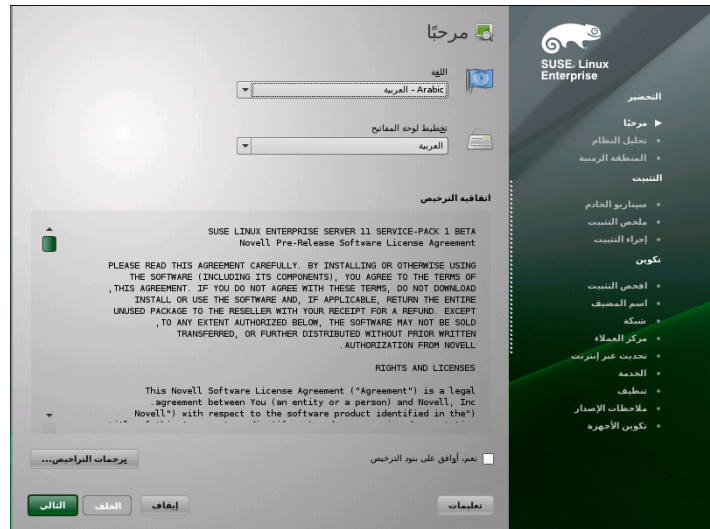 مرحبًا
اللغة
Arabic - العربية
تخطيط لوحة المفاتيح
العربية
اتفاقية الترخيص
SUSE LINUX ENTERPRISE SERVER 11 SERVICE-PACK 1 BETA
Novell Pre-Release Software License Agreement
PLEASE READ THIS AGREEMENT CAREFULLY. BY INSTALLING OR OTHERWISE USING
THE SOFTWARE (INCLUDING ITS COMPONENTS), YOU AGREE TO THE TERMS OF
THIS AGREEMENT. IF YOU DO NOT AGREE WITH THESE TERMS, DO NOT DOWNLOAD,
INSTALL OR USE THE SOFTWARE AND, IF APPLICABLE, RETURN THE ENTIRE
UNUSED PACKAGE TO THE RESELLER WITH YOUR RECEIPT FOR A REFUND. EXCEPT
TO ANY EXTENT AUTHORIZED BELOW, THE SOFTWARE MAY NOT BE SOLD,
TRANSFERRED, OR FURTHER DISTRIBUTED WITHOUT PRIOR WRITTEN
AUTHORIZATION FROM NOVELL.
RIGHTS AND LICENSES
This Novell Software License Agreement ("Agreement") is a legal
agreement between You (an entity or a person) and Novell, Inc.
("Novell") with respect to the software product identified in the
نعم، أوافق على بنود الترخيص
ترجمات التراخيص...
تعليمات
إيقاف
الخلف
التالي
SUSE. Linux
Enterprise
التحضير
مرحبًا
تحليل النظام
المنطقة الزمنية
التثبيت
سيناريو الخادم
ملخص التثبيت
إجراء التثبيت
تكوين
افحص التثبيت
اسم المضيف
شبكة
مركز العملاء
تحديث عبر إنترنت
الخدمة
تنظيف
ملاحظات الإصدار
تكوين الأجهزة